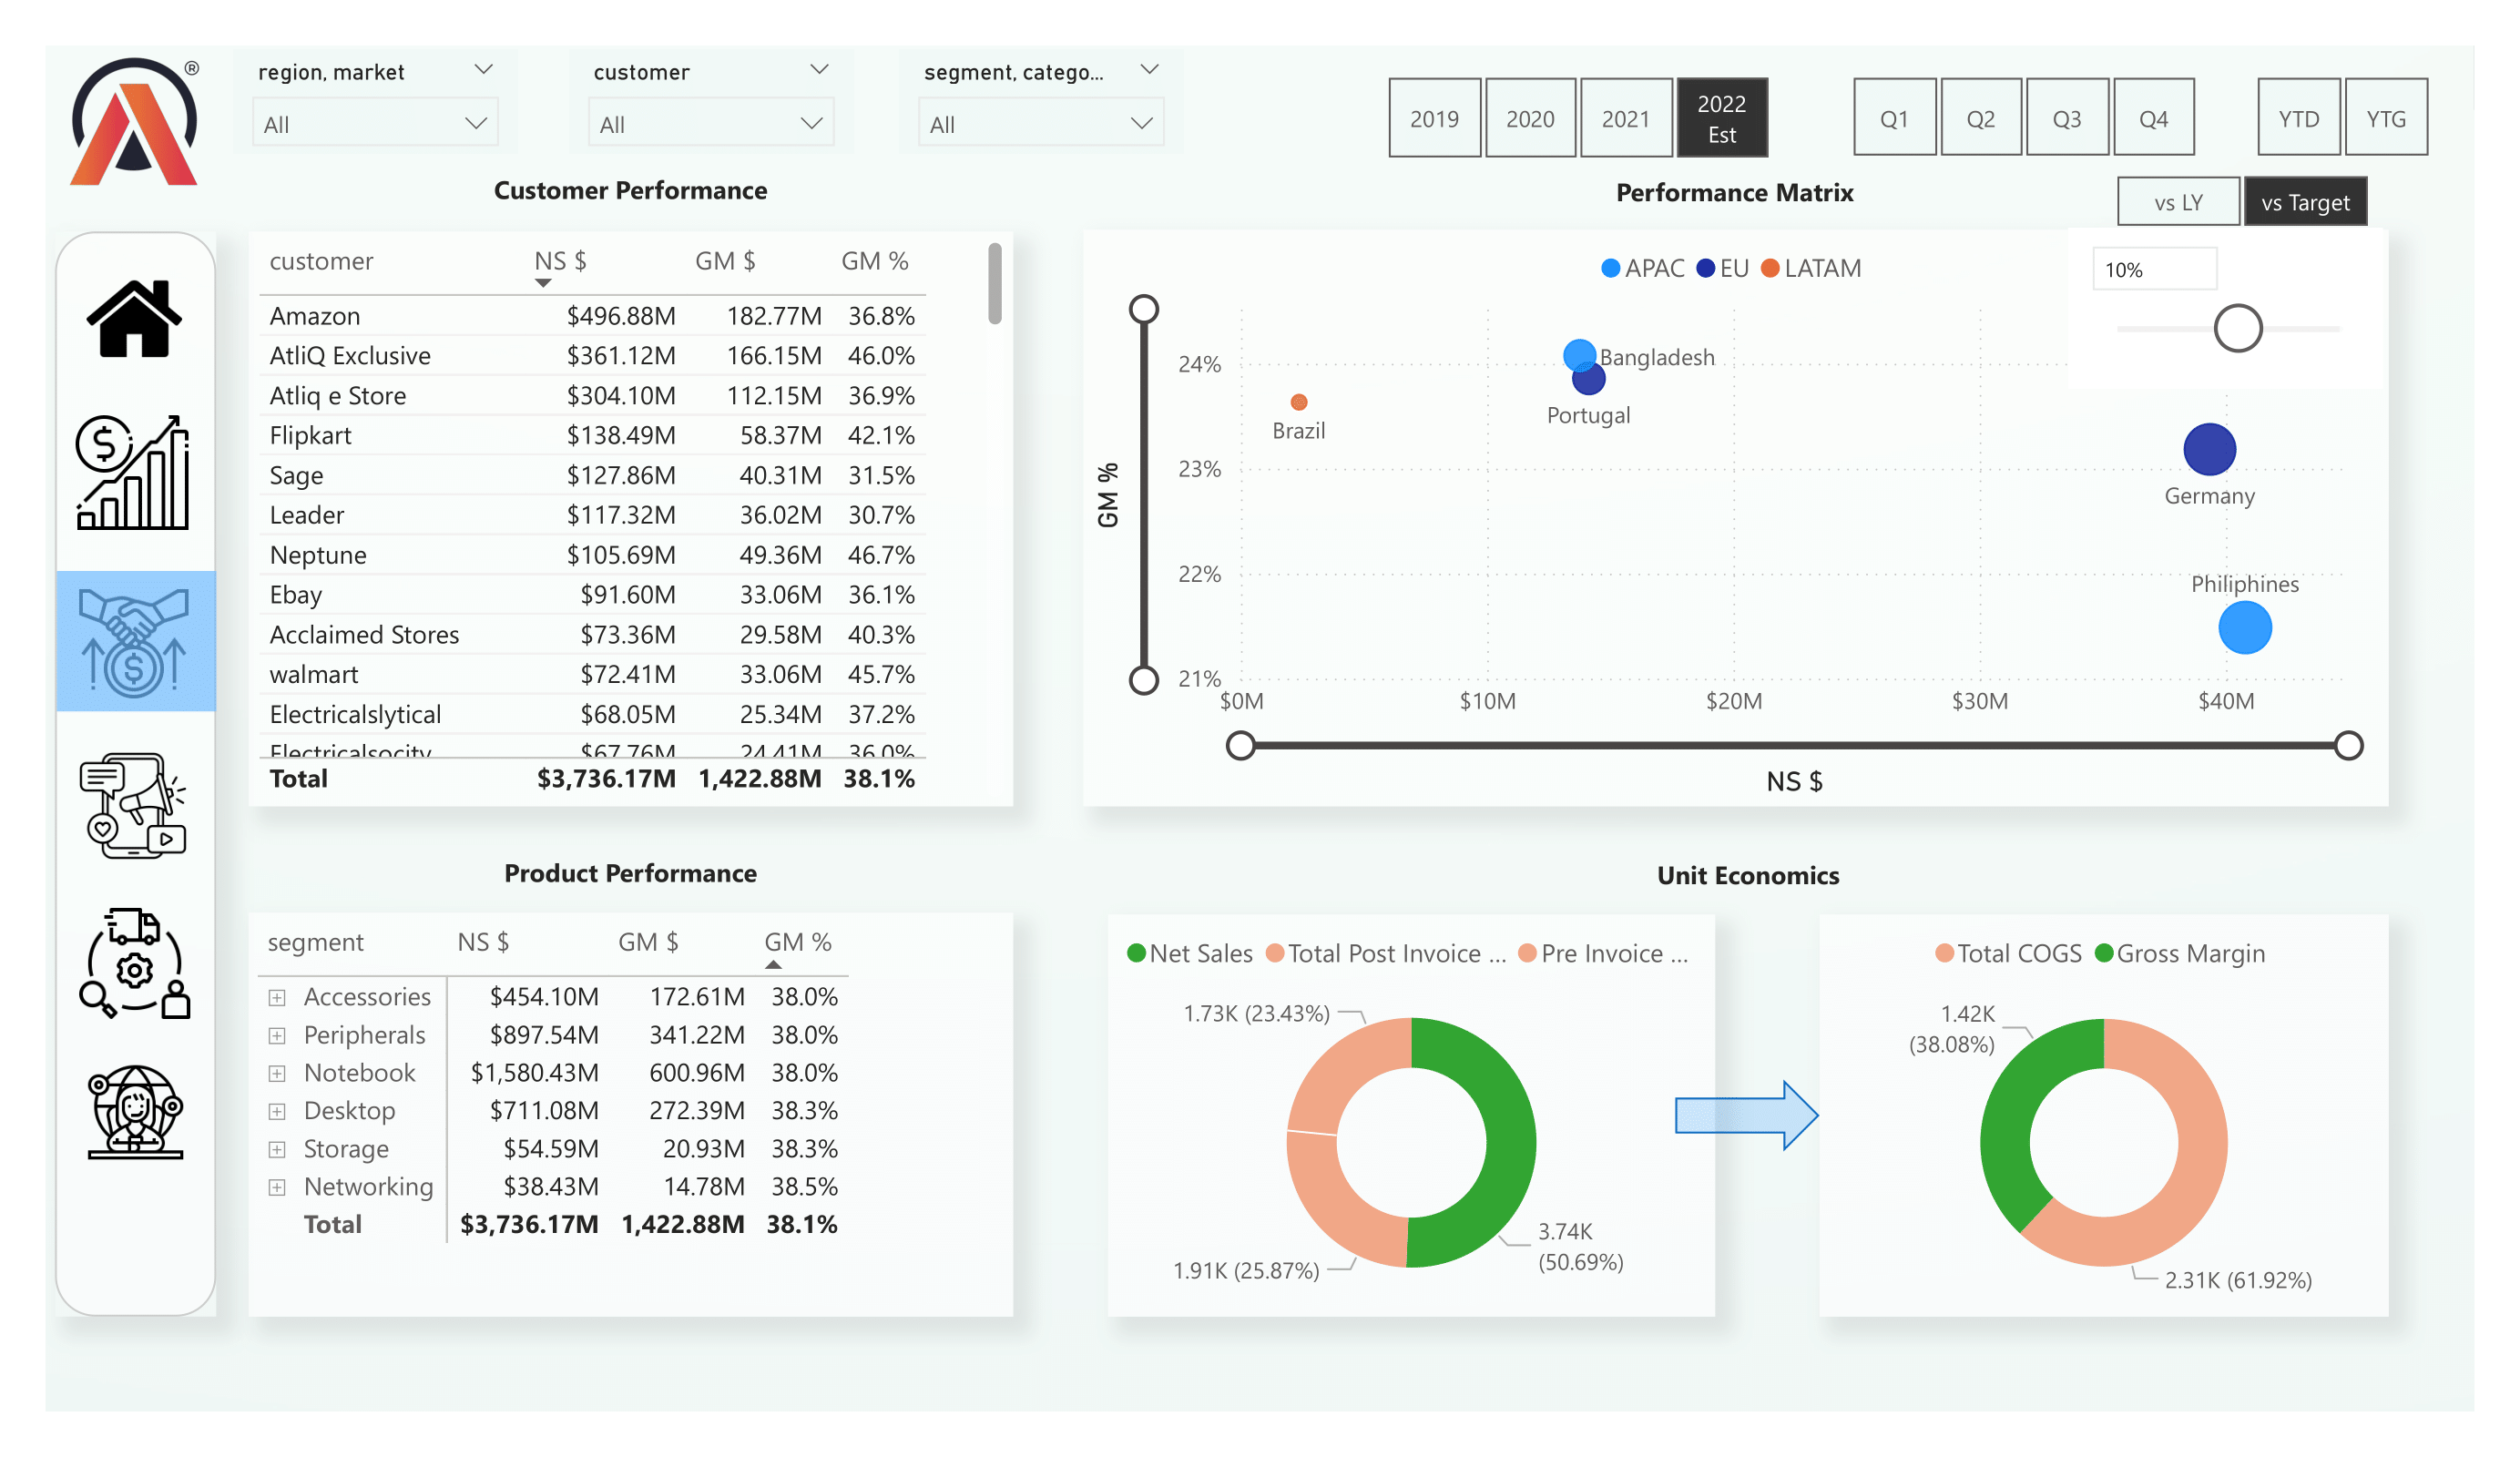 ®
region, market
All
customer
All
segment, catego...
All
2019
2020
2021
2022
Est
Q1
Q2
Q3
Q4
YTD
YTG
Customer Performance
Performance Matrix
vs LY
vs Target
customer NS $ GM $ GM %
Amazon $496.88M 182.77M 36.8%
AtliQ Exclusive $361.12M 166.15M 46.0%
Atliq e Store $304.10M 112.15M 36.9%
Flipkart $138.49M 58.37M 42.1%
Sage $127.86M 40.31M 31.5%
Leader $117.32M 36.02M 30.7%
Neptune $105.69M 49.36M 46.7%
Ebay $91.60M 33.06M 36.1%
Acclaimed Stores $73.36M 29.58M 40.3%
walmart $72.41M 33.06M 45.7%
Electricalslytical $68.05M 25.34M 37.2%
Electricalsocity $67.76M 24.41M 36.0%
Total $3,736.17M 1,422.88M 38.1%
APAC EU LATAM
10%
GM %
24%
23%
22%
21%
Bangladesh
Portugal
Brazil
Germany
Philiphines
$0M $10M $20M $30M $40M
NS $
Product Performance
segment NS $ GM $ GM %
Accessories $454.10M 172.61M 38.0%
Peripherals $897.54M 341.22M 38.0%
Notebook $1,580.43M 600.96M 38.0%
Desktop $711.08M 272.39M 38.3%
Storage $54.59M 20.93M 38.3%
Networking $38.43M 14.78M 38.5%
Total $3,736.17M 1,422.88M 38.1%
Unit Economics
Net Sales Total Post Invoice ... Pre Invoice ...
1.73K (23.43%)
1.91K (25.87%)
3.74K
(50.69%)
Total COGS Gross Margin
1.42K
(38.08%)
2.31K (61.92%)